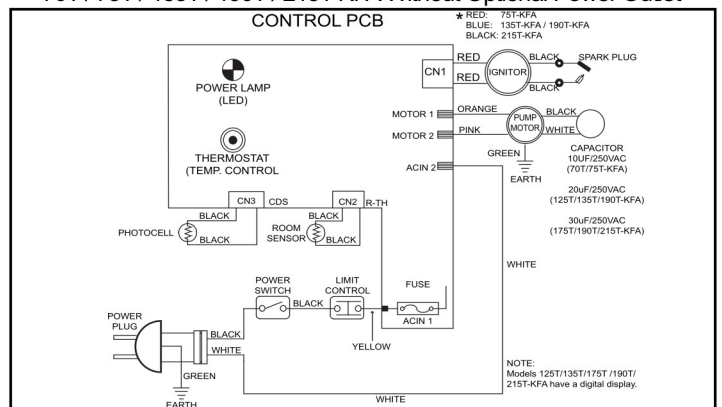 CONTROL PCB
* RED: 75T-KFA
BLUE: 135T-KFA / 190T-KFA
BLACK: 215T-KFA
POWER LAMP
(LED)
THERMOSTAT
(TEMP. CONTROL
CN1
RED
RED
IGNITOR
BLACK
BLACK
SPARK PLUG
MOTOR 1
ORANGE
MOTOR 2
PINK
PUMP
MOTOR
BLACK
WHITE
GREEN
EARTH
CAPACITOR
10UF/250VAC
(70T/75T-KFA)
20uF/250VAC
(125T/135T/190T-KFA)
30uF/250VAC
(175T/190T/215T-KFA)
ACIN 2
CN3
CDS
CN2
R-TH
BLACK
BLACK
PHOTOCELL
BLACK
BLACK
ROOM
SENSOR
WHITE
POWER
SWITCH
BLACK
LIMIT
CONTROL
FUSE
ACIN 1
YELLOW
POWER
PLUG
BLACK
WHITE
GREEN
EARTH
WHITE
NOTE:
Models 125T/135T/175T /190T/
215T-KFA have a digital display.